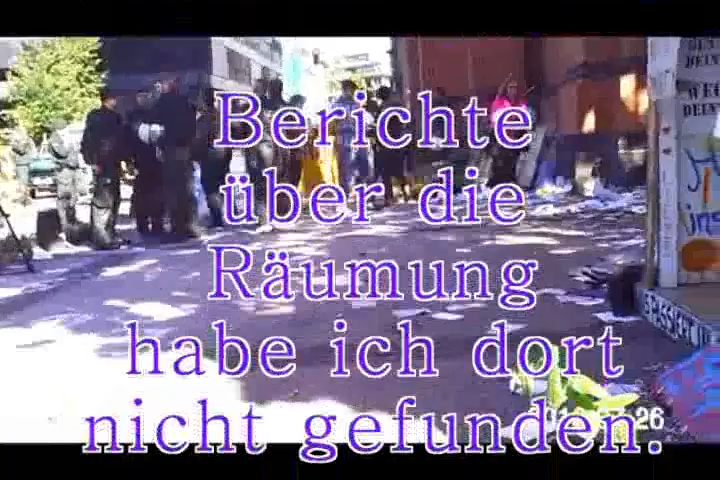 Berichte
über die
Räumung
habe ich dort
nicht gefunden.